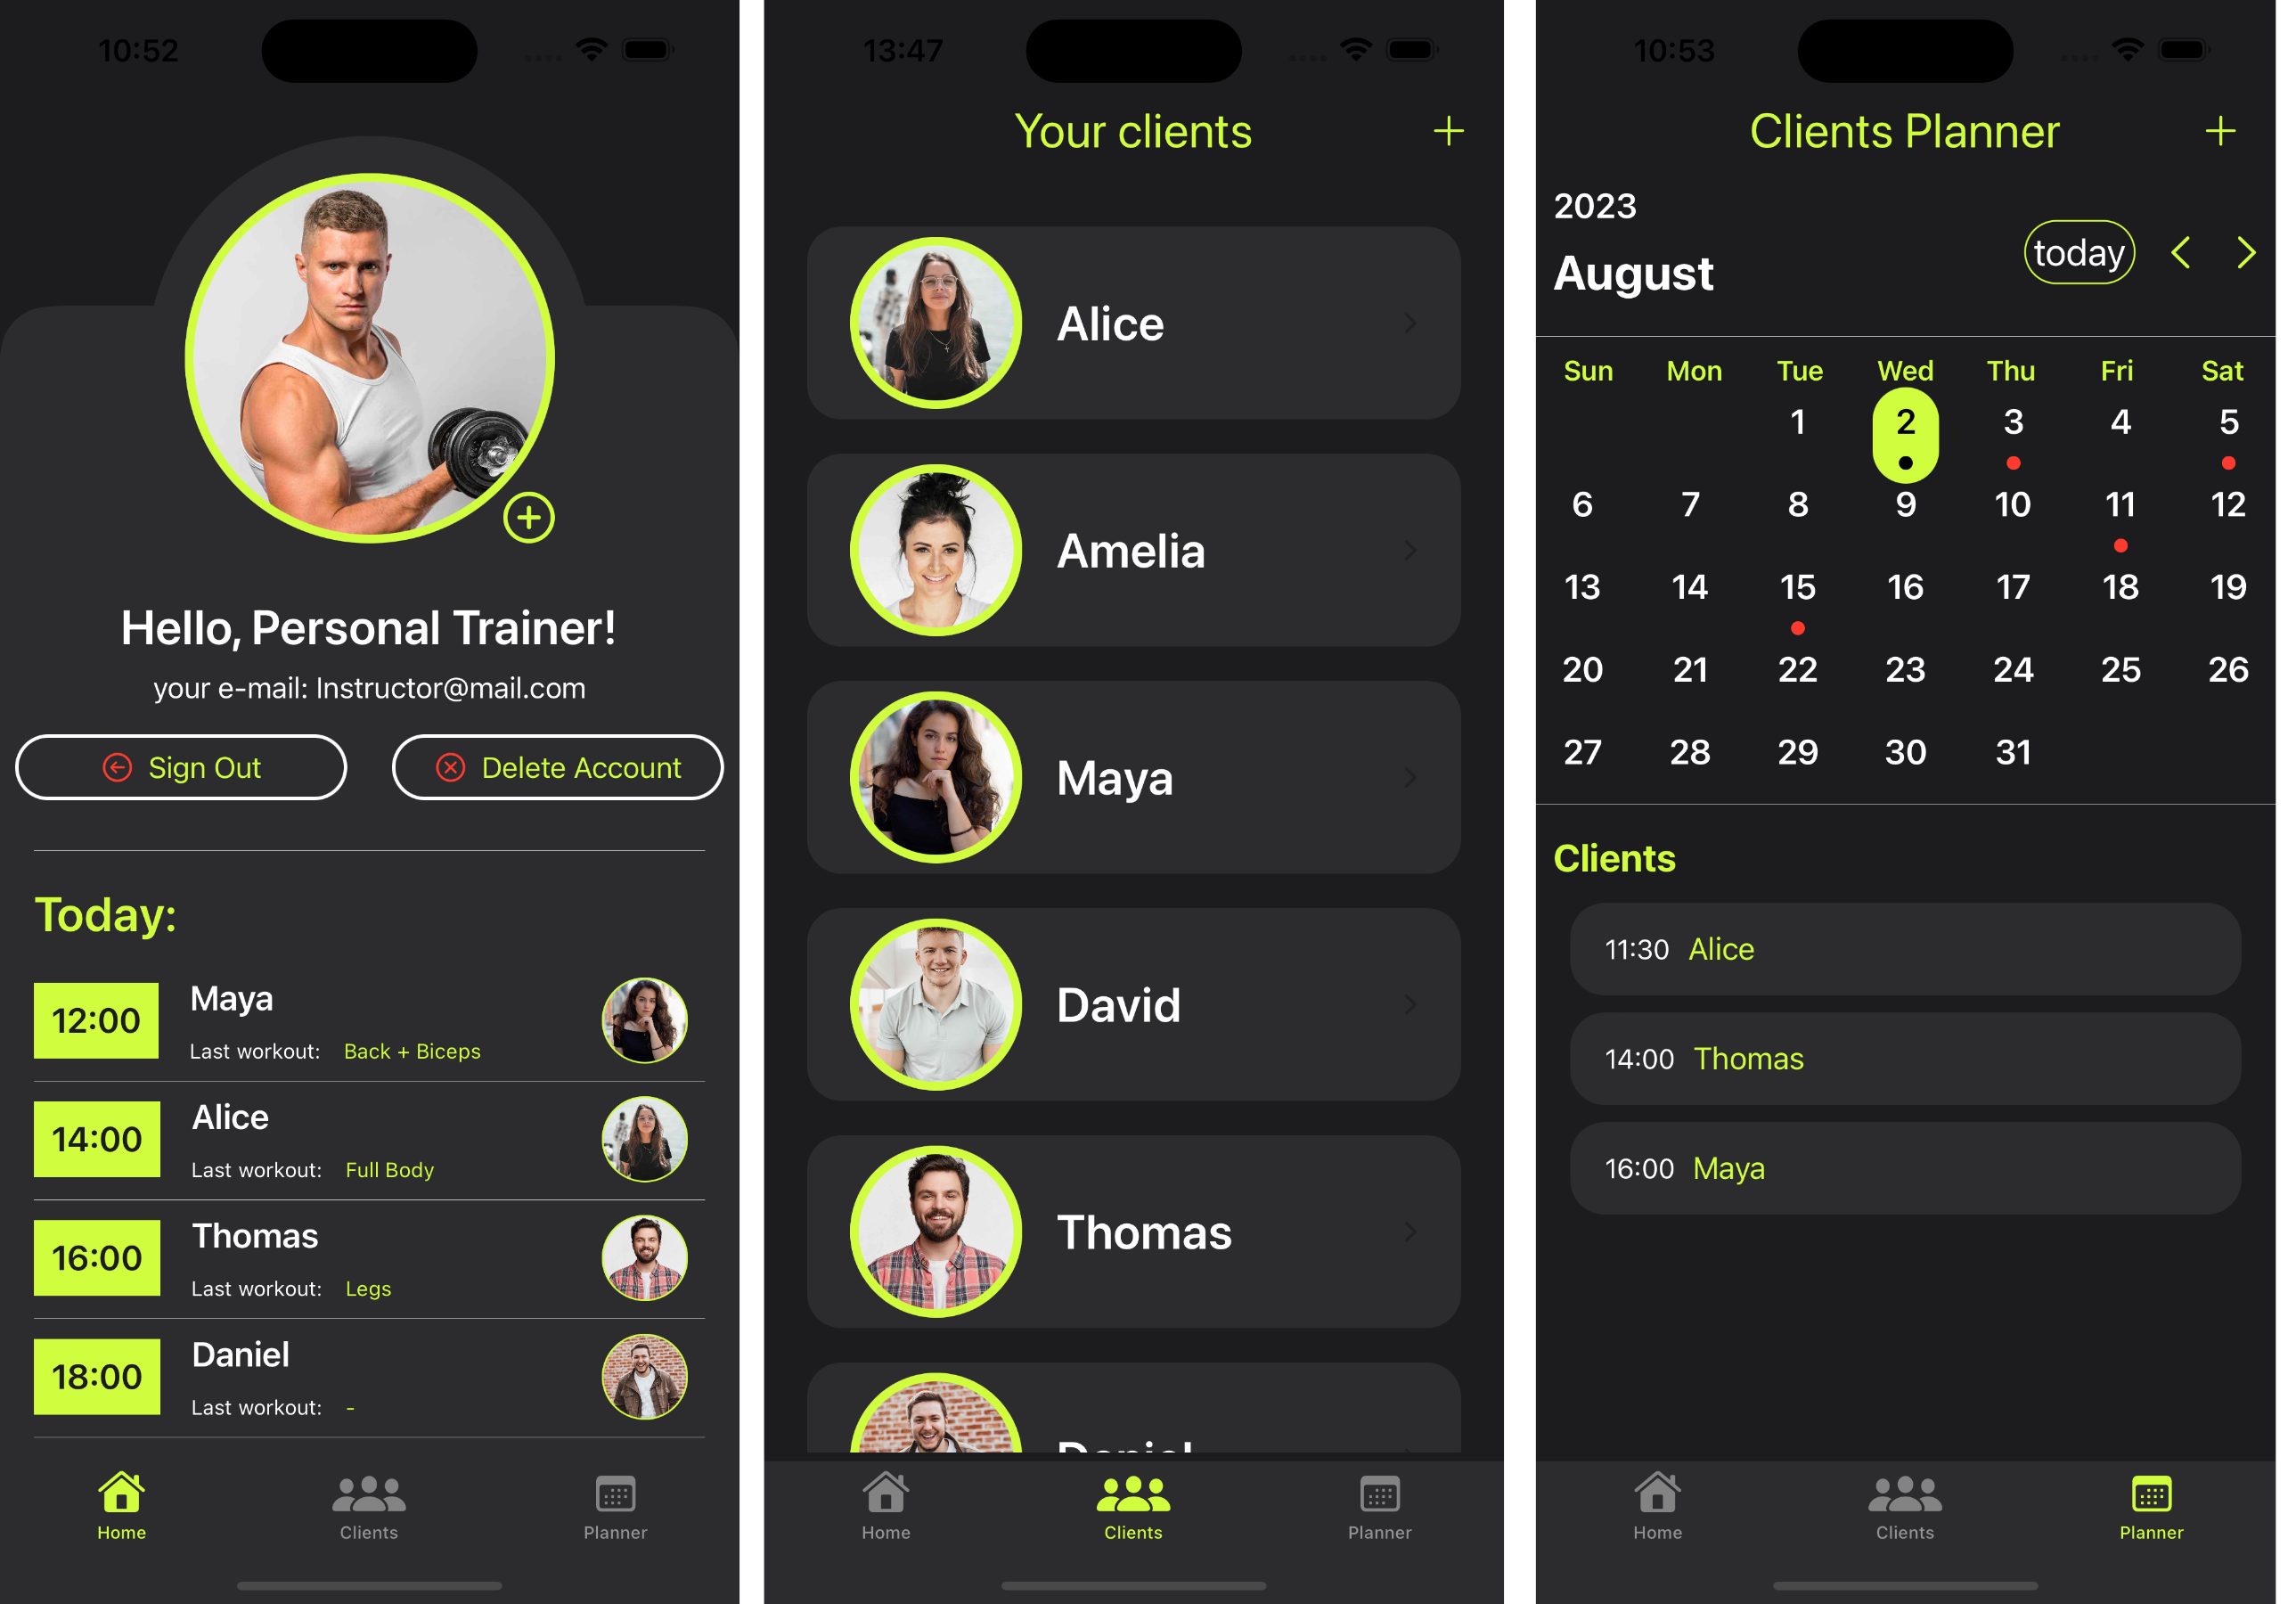 10:52
Hello, Personal Trainer!
your e-mail: Instructor@mail.com
Sign Out
Delete Account
Today:
12:00
Maya
Last workout: Back + Biceps
14:00
Alice
Last workout: Full Body
16:00
Thomas
Last workout: Legs
18:00
Daniel
Last workout: -
Home
Clients
Planner
13:47
Your clients
Alice
Amelia
Maya
David
Thomas
Daniel
Home
Clients
Planner
10:53
Clients Planner
2023
August
today
Sun Mon Tue Wed Thu Fri Sat
1 2 3 4 5
6 7 8 9 10 11 12
13 14 15 16 17 18 19
20 21 22 23 24 25 26
27 28 29 30 31
Clients
11:30 Alice
14:00 Thomas
16:00 Maya
Home
Clients
Planner